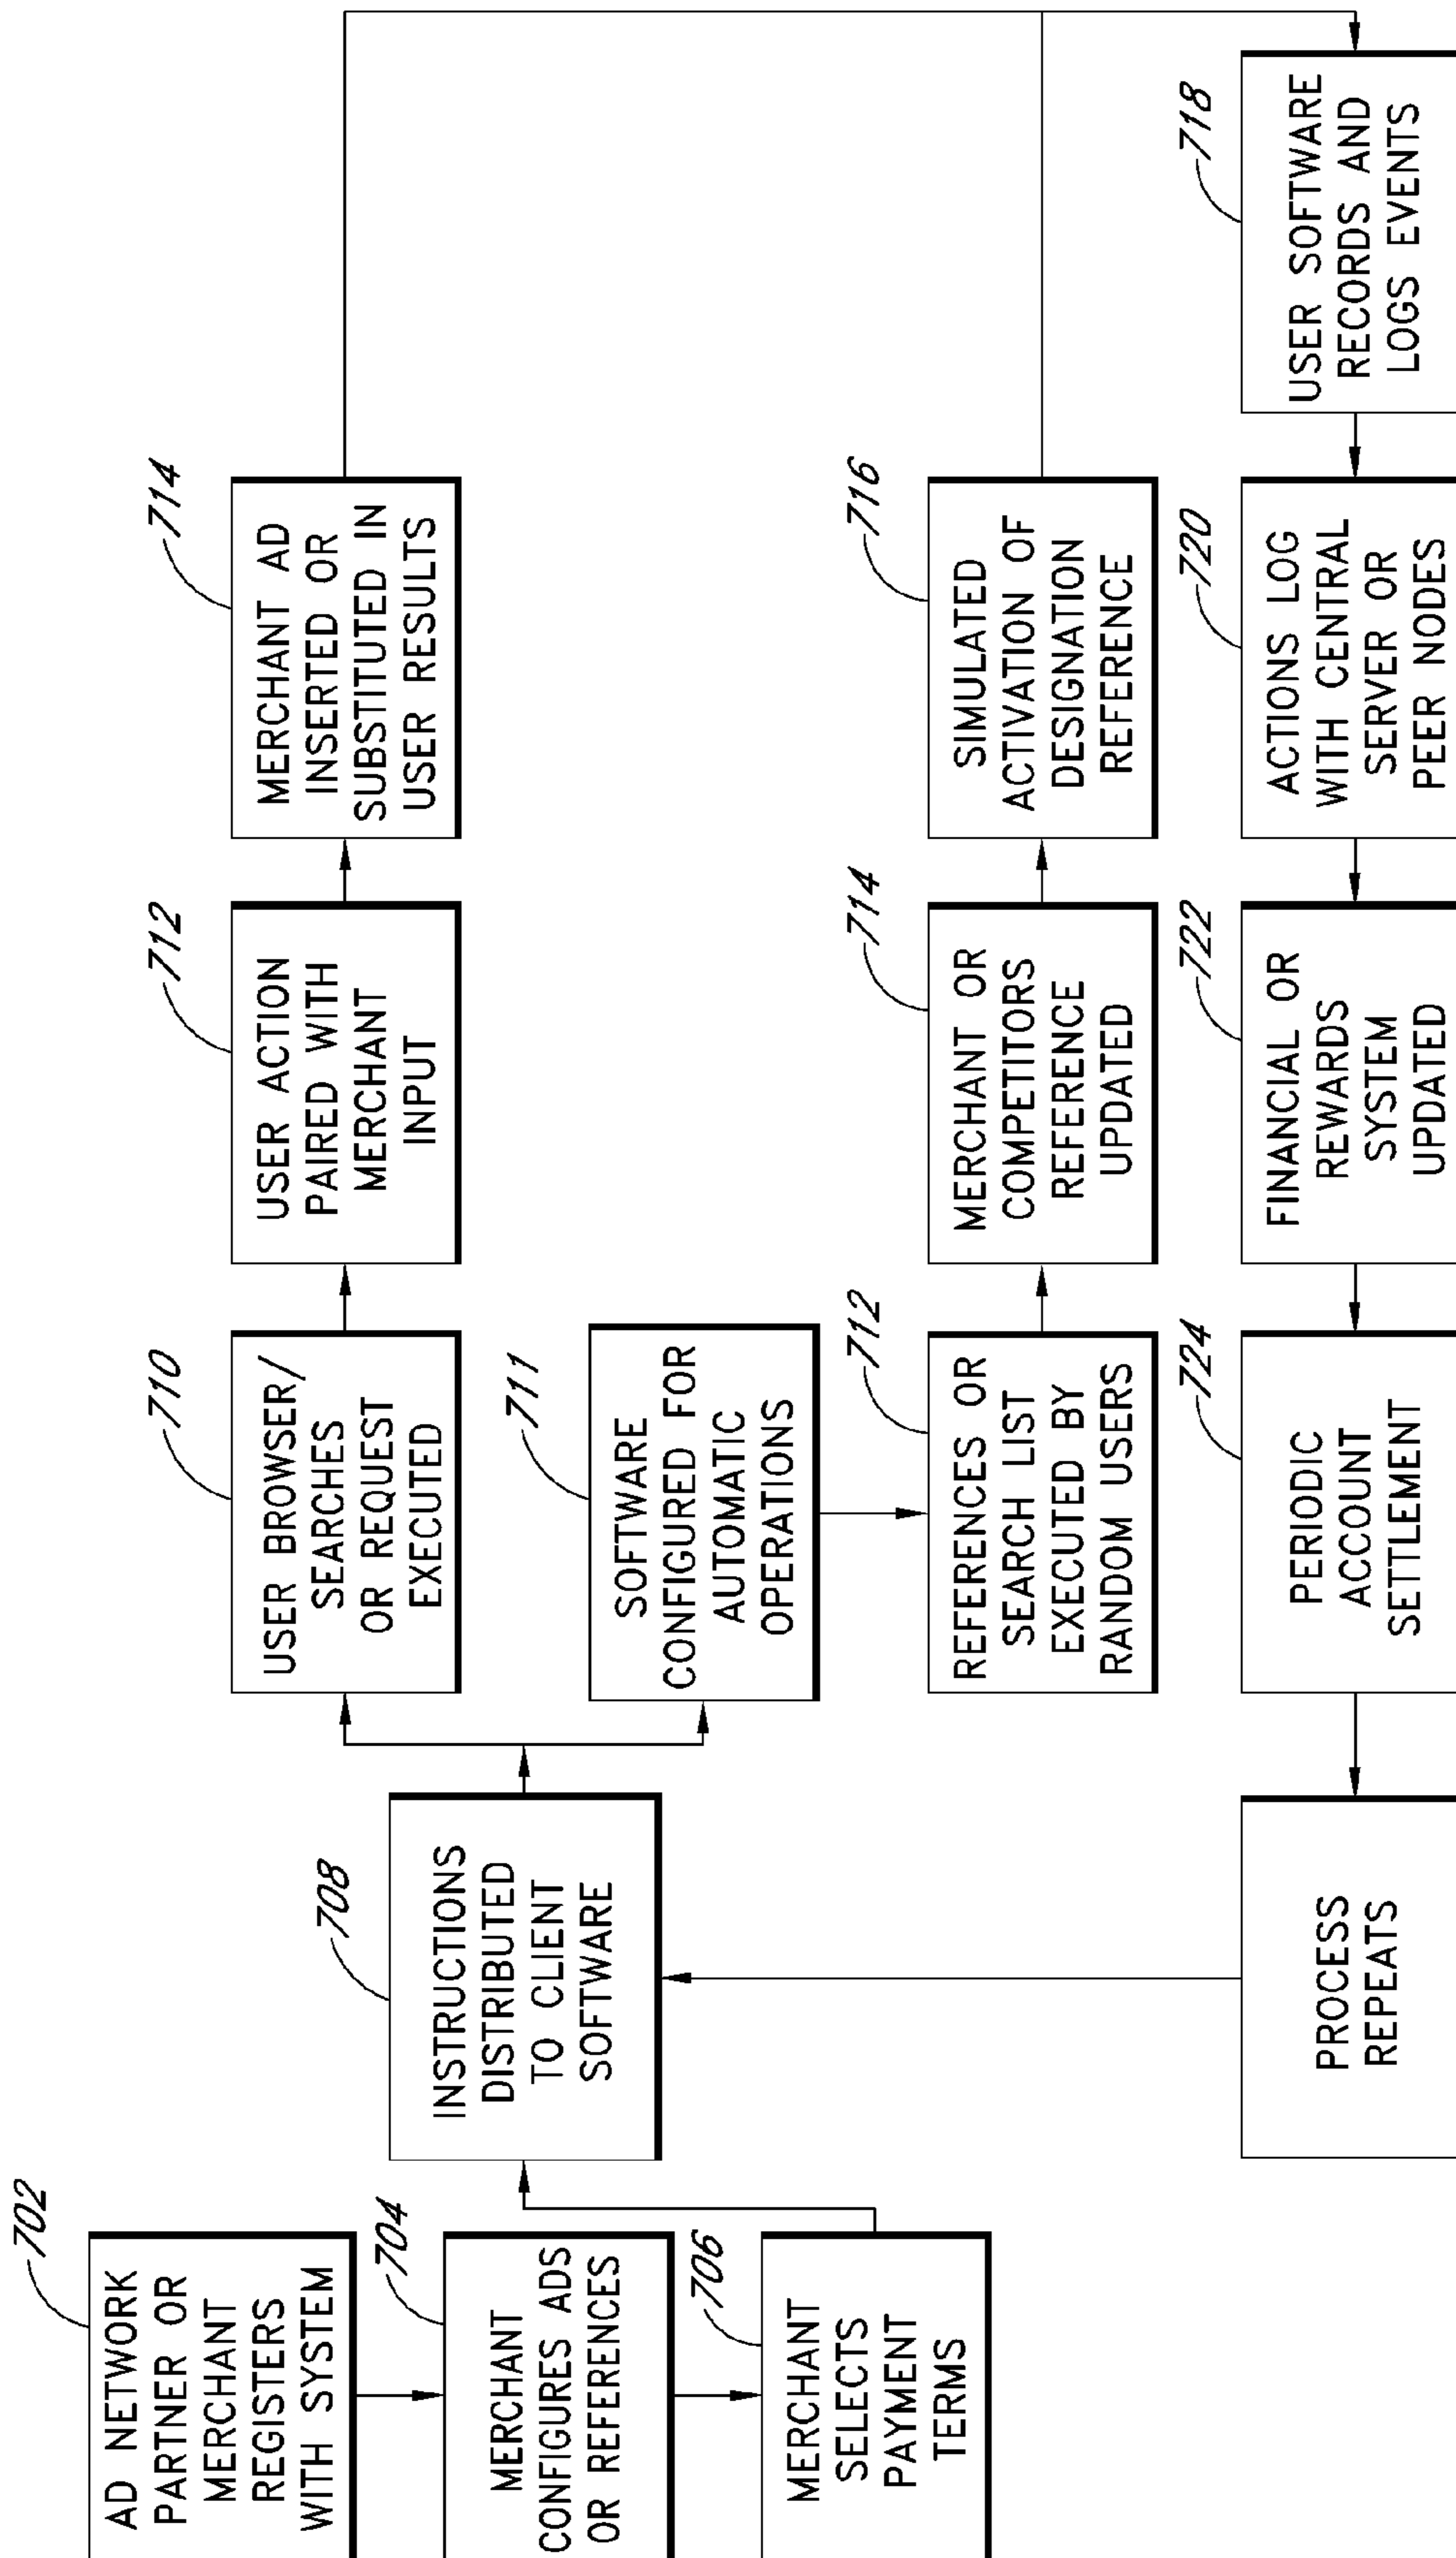 702
AD NETWORK
PARTNER OR
MERCHANT
REGISTERS
WITH SYSTEM
704
MERCHANT
CONFIGURES ADS
OR REFERENCES
706
MERCHANT
SELECTS
PAYMENT
TERMS
708
INSTRUCTIONS
DISTRIBUTED
TO CLIENT
SOFTWARE
710
USER BROWSER/
SEARCHES
OR REQUEST
EXECUTED
712
USER ACTION
PAIRED WITH
MERCHANT
INPUT
714
MERCHANT AD
INSERTED OR
SUBSTITUTED IN
USER RESULTS
711
SOFTWARE
CONFIGURED FOR
AUTOMATIC
OPERATIONS
712
REFERENCES OR
SEARCH LIST
EXECUTED BY
RANDOM USERS
714
MERCHANT OR
COMPETITORS
REFERENCE
UPDATED
716
SIMULATED
ACTIVATION OF
DESIGNATION
REFERENCE
718
USER SOFTWARE
RECORDS AND
LOGS EVENTS
720
ACTIONS LOG
WITH CENTRAL
SERVER OR
PEER NODES
722
FINANCIAL OR
REWARDS
SYSTEM
UPDATED
724
PERIODIC
ACCOUNT
SETTLEMENT
PROCESS
REPEATS